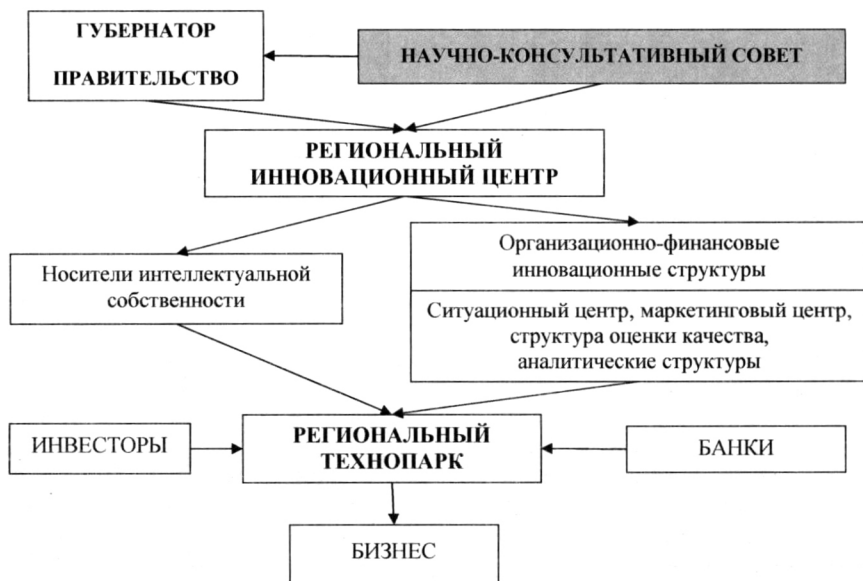 ГУБЕРНАТОР
ПРАВИТЕЛЬСТВО
НАУЧНО-КОНСУЛЬТАТИВНЫЙ СОВЕТ
РЕГИОНАЛЬНЫЙ
ИННОВАЦИОННЫЙ ЦЕНТР
Носители интеллектуальной
собственности
Организационно-финансовые
инновационные структуры
Ситуационный центр, маркетинговый центр,
структура оценки качества,
аналитические структуры
ИНВЕСТОРЫ
РЕГИОНАЛЬНЫЙ
ТЕХНОПАРК
БАНКИ
БИЗНЕС